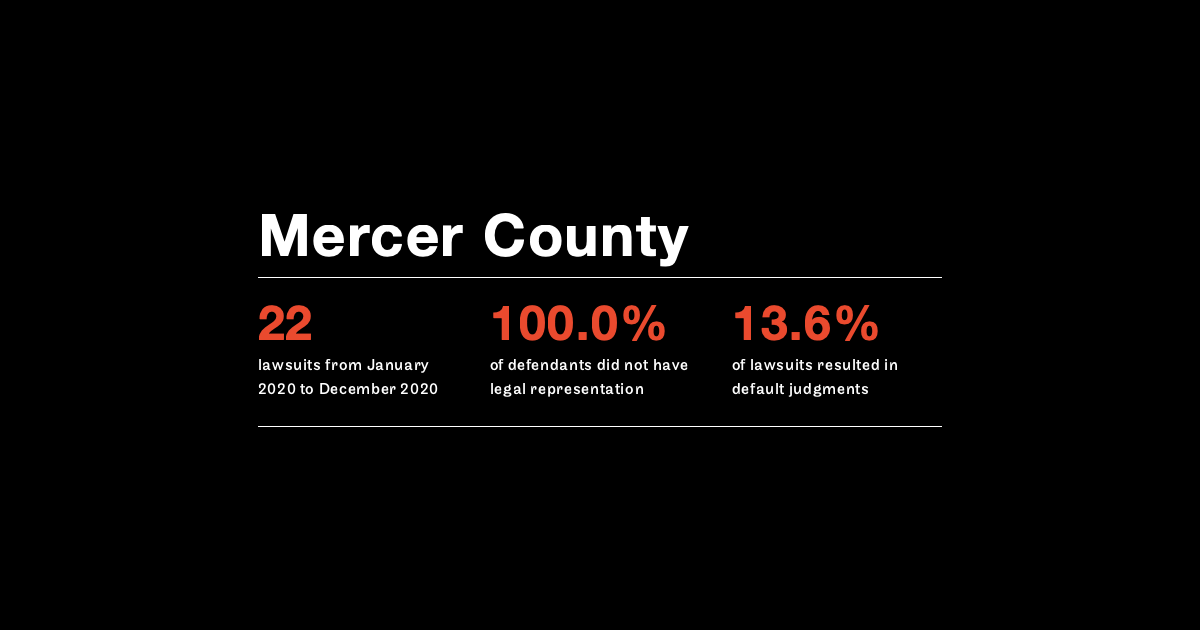 Mercer County
22
lawsuits from January
2020 to December 2020
100.0%
of defendants did not have
legal representation
13.6%
of lawsuits resulted in
default judgments